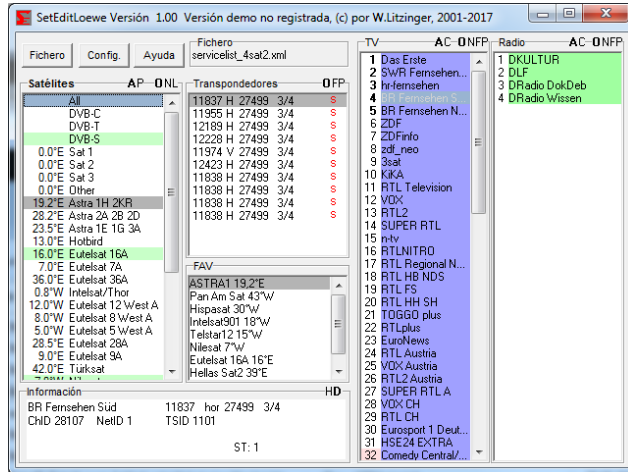 SetEditLoewe Versión 1.00 Versión demo no registrada, (c) por W.Litzinger, 2001-2017
Fichero Config. Ayuda
Fichero
servicelist_4sat2.xml
Satélites AP ONL
All
DVB-C
DVB-T
DVB-S
0.0°E Sat 1
0.0°E Sat 2
0.0°E Sat 3
0.0°E Other
19.2°E Astra 1H 2KR
28.2°E Astra 2A 2B 2D
23.5°E Astra 1E 1G 3A
13.0°E Hotbird
16.0°E Eutelsat 16A
7.0°E Eutelsat 7A
36.0°E Eutelsat 36A
0.8°W Intelsat/Thor
12.0°W Eutelsat 12 West A
8.0°W Eutelsat 8 West A
5.0°W Eutelsat 5 West A
28.5°E Eutelsat 28A
9.0°E Eutelsat 9A
42.0°E Türksat
Transpondedores OFP
11837 H 27499 3/4 S
11955 H 27499 3/4 S
12189 H 27499 3/4 S
12228 H 27499 3/4 S
11974 V 27499 3/4 S
12423 H 27499 3/4 S
11838 H 27499 3/4 S
11838 H 27499 3/4 S
11838 H 27499 3/4 S
11838 H 27499 3/4 S
FAV
ASTRA1 19,2°E
Pan Am Sat 43°W
Hispasat 30°W
Intelsat901 18°W
Telstar12 15°W
Nilesat 7°W
Eutelsat 16A 16°E
Hellas Sat2 39°E
TV AC-ONFP
1 Das Erste
2 SWR Fernsehen...
3 hr-fernsehen
4 BR Fernsehen S...
5 BR Fernsehen N...
6 ZDF
7 ZDFinfo
8 zdf_neo
9 3sat
10 KiKA
11 RTL Television
12 VOX
13 RTL2
14 SUPER RTL
15 n-tv
16 RTLNITRO
17 RTL Regional N...
18 RTL HB NDS
19 RTL FS
20 RTL HH SH
21 TOGGO plus
22 RTLplus
23 EuroNews
24 RTL Austria
25 VOX Austria
26 RTL2 Austria
27 SUPER RTL A
28 VOX CH
29 RTL CH
30 Eurosport 1 Deut...
31 HSE24 EXTRA
32 Comedy Central/...
Radio AC-ONFP
1 DKULTUR
2 DLF
3 DRadio DokDeb
4 DRadio Wissen
Información HD
BR Fernsehen Süd 11837 hor 27499 3/4
ChID 28107 NetID 1 TSID 1101
ST: 1